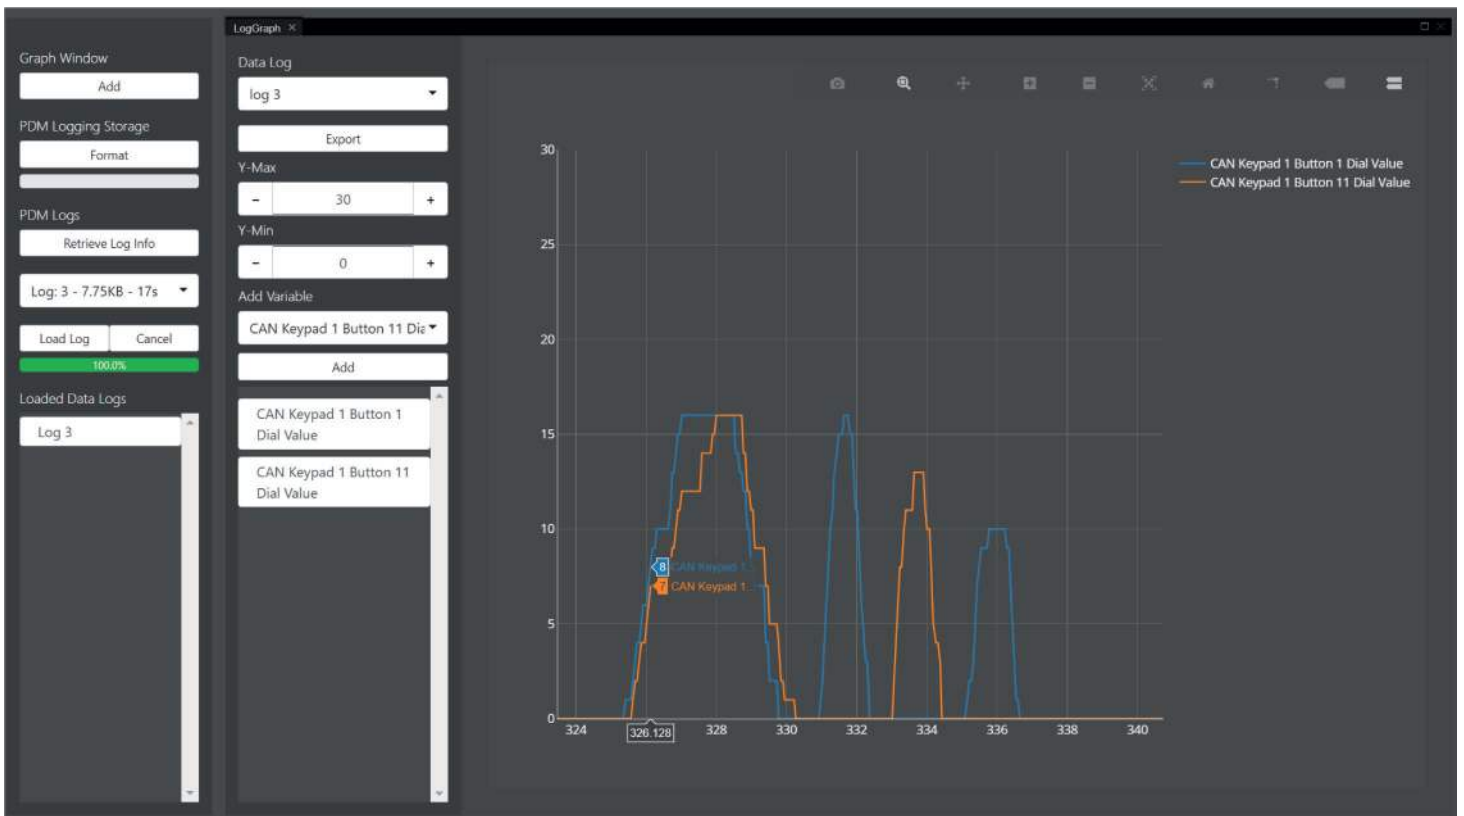 LogGraph ×
Graph Window
Add
PDM Logging Storage
Format
PDM Logs
Retrieve Log Info
Log: 3 - 7.75KB - 17s
Load Log
Cancel
100.0%
Loaded Data Logs
Log 3
Data Log
log 3
Export
Y-Max
- 30 +
Y-Min
- 0 +
Add Variable
CAN Keypad 1 Button 11 Dia
Add
CAN Keypad 1 Button 1
Dial Value
CAN Keypad 1 Button 11
Dial Value
CAN Keypad 1 Button 1 Dial Value
CAN Keypad 1 Button 11 Dial Value
30
25
20
15
10
5
0
8 CAN Keypad 1...
7 CAN Keypad 1...
324
326.128
328
330
332
334
336
338
340